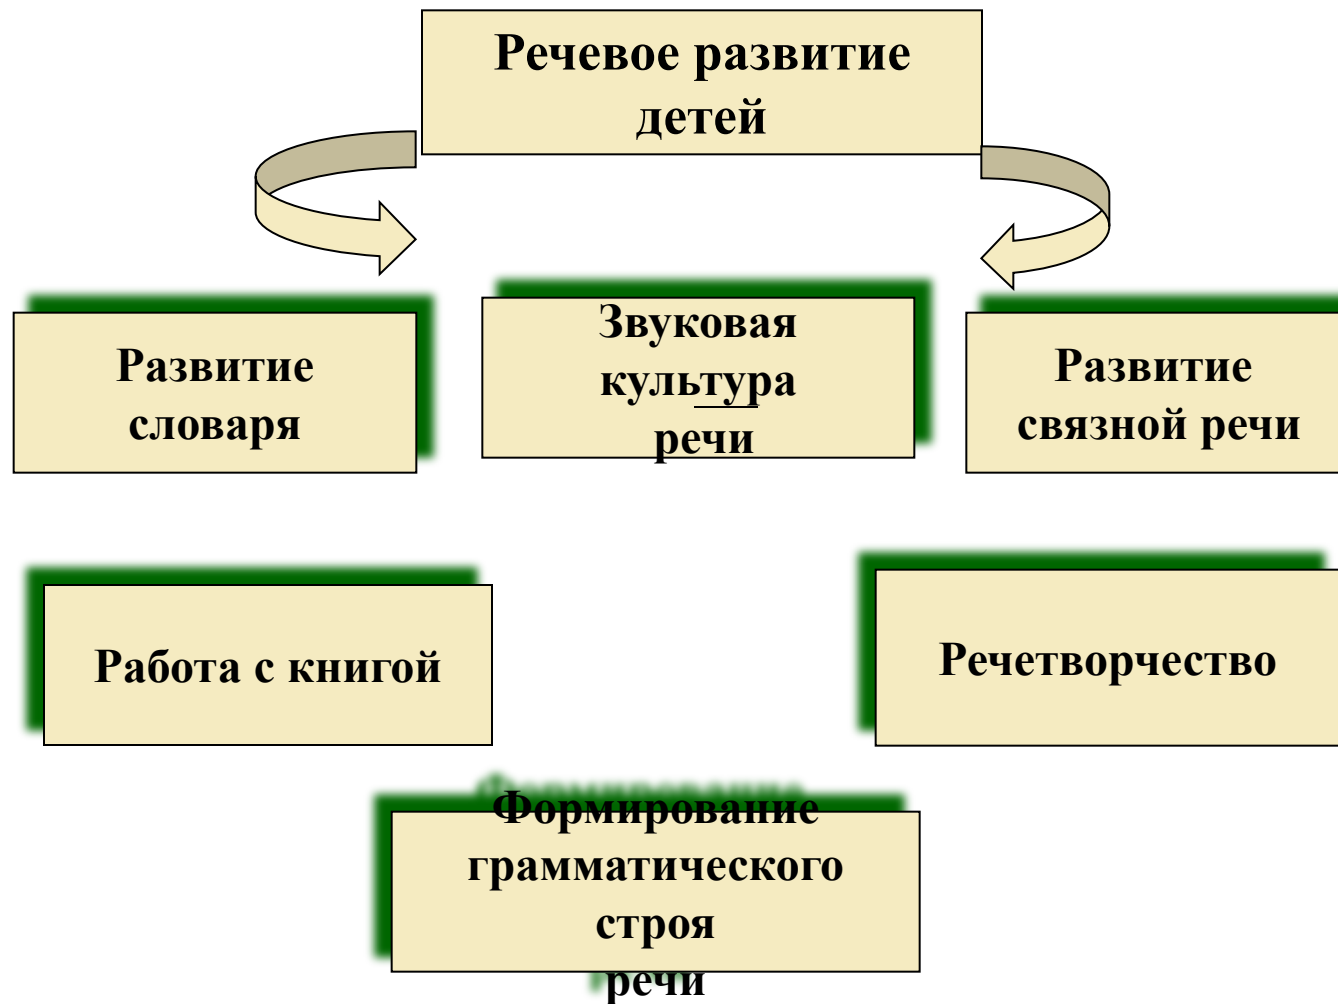 Речевое развитие
детей
Развитие
словаря
Звуковая
культура
речи
Развитие
связной речи
Работа с книгой
Речетворчество
Формирование
грамматического
строя
речи